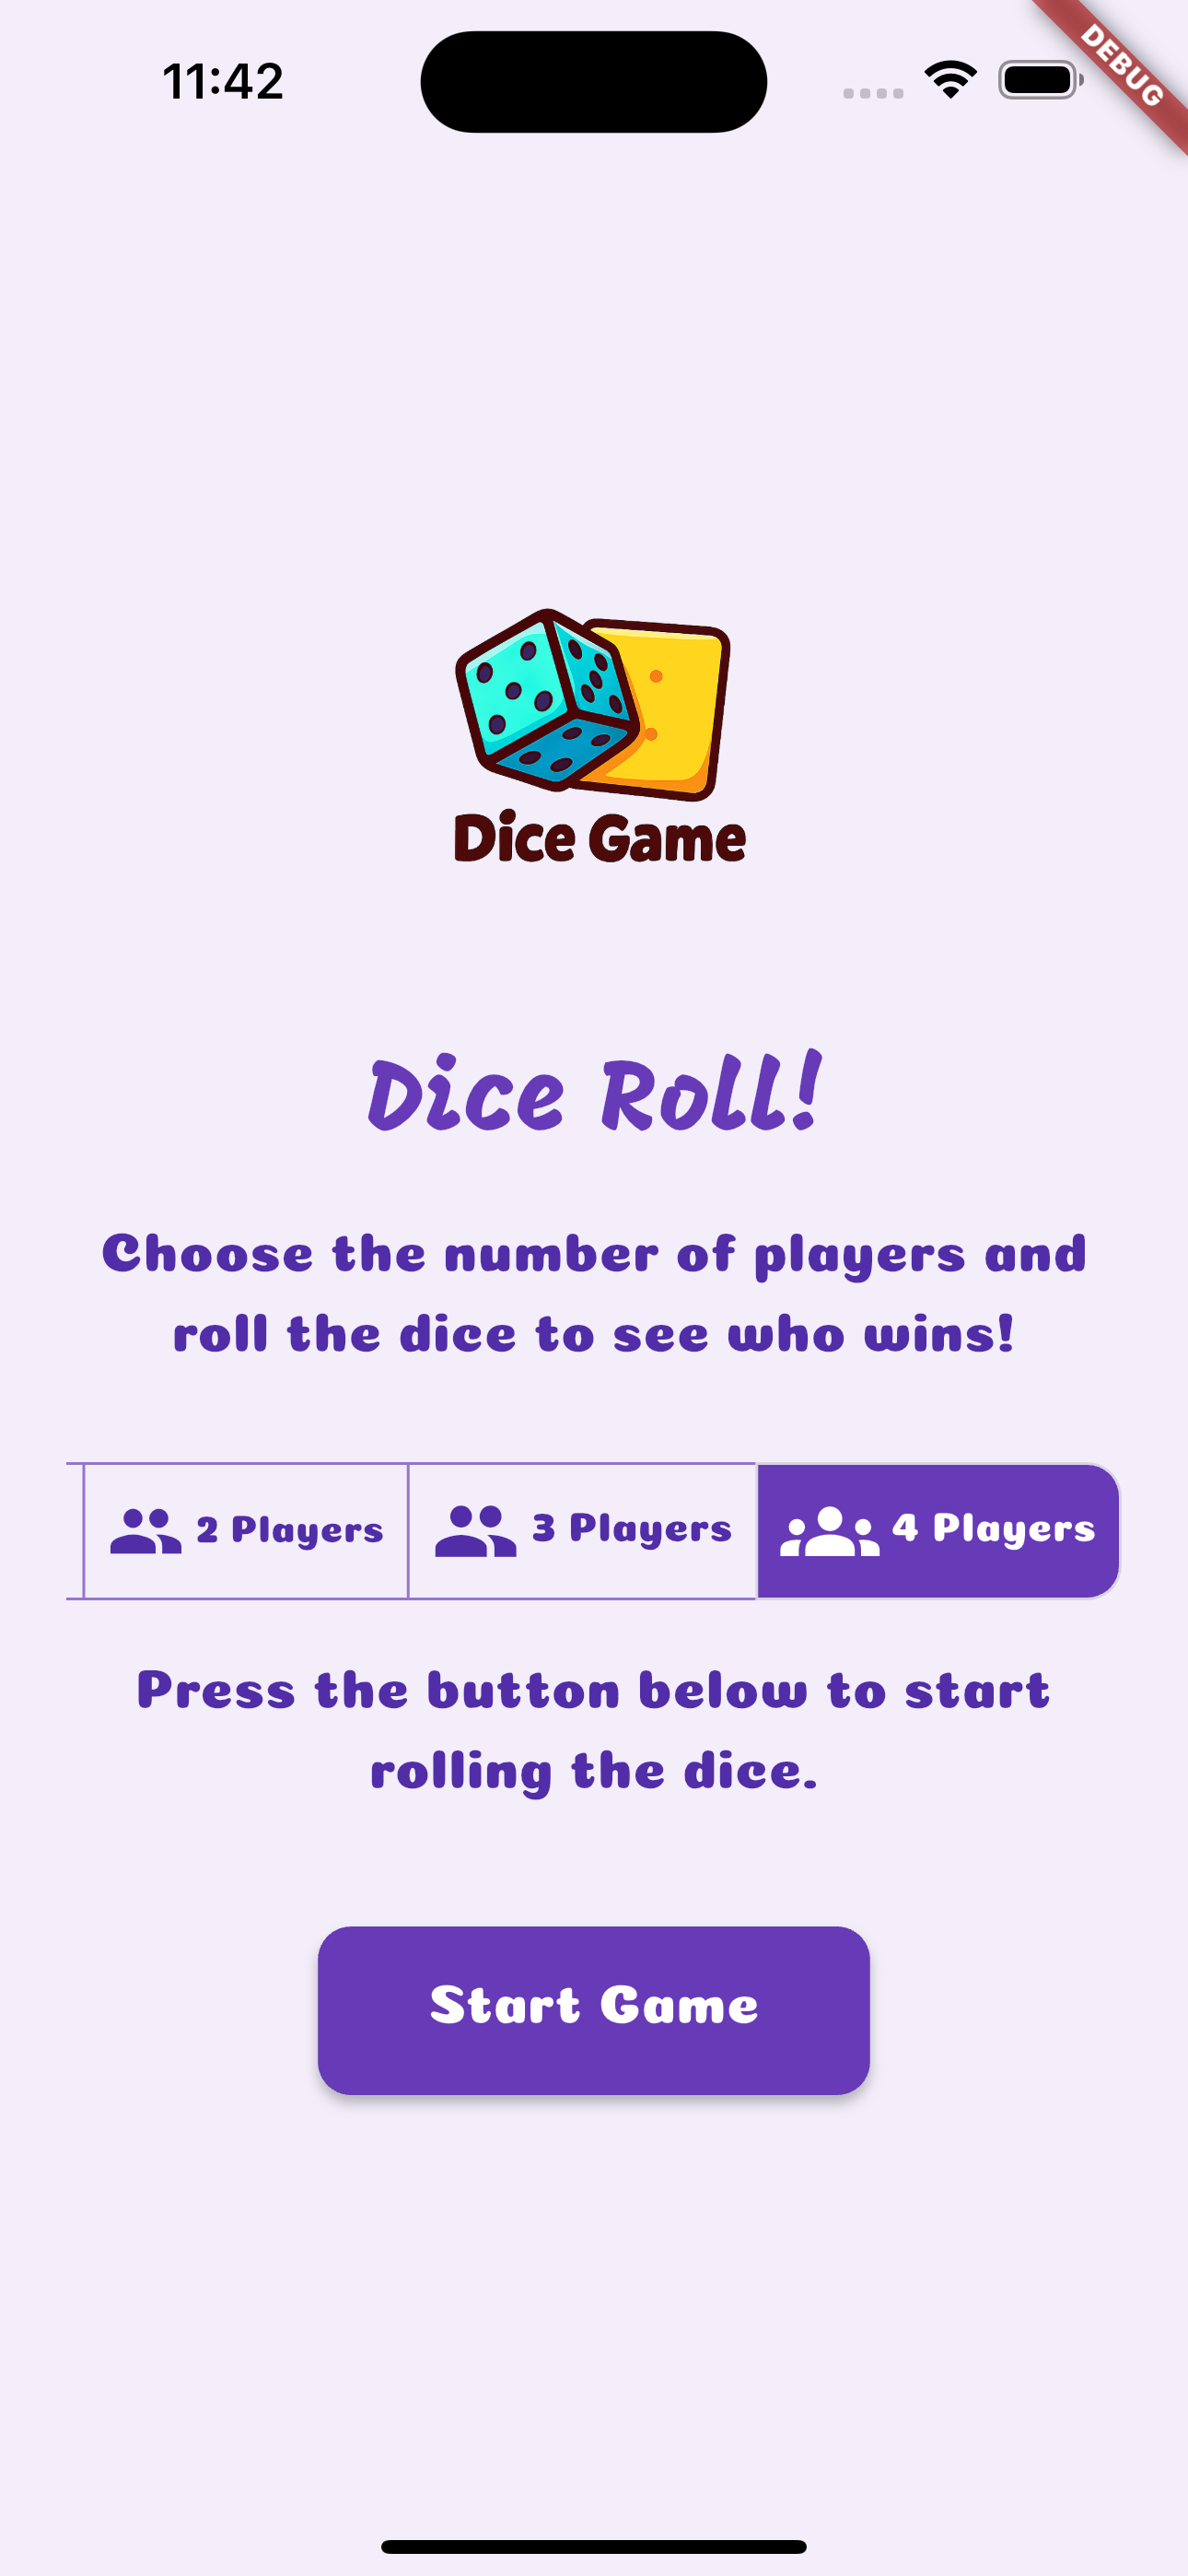 11:42
DEBUG
Dice Game
Dice Roll!
Choose the number of players and
roll the dice to see who wins!
2 Players
3 Players
4 Players
Press the button below to start
rolling the dice.
Start Game